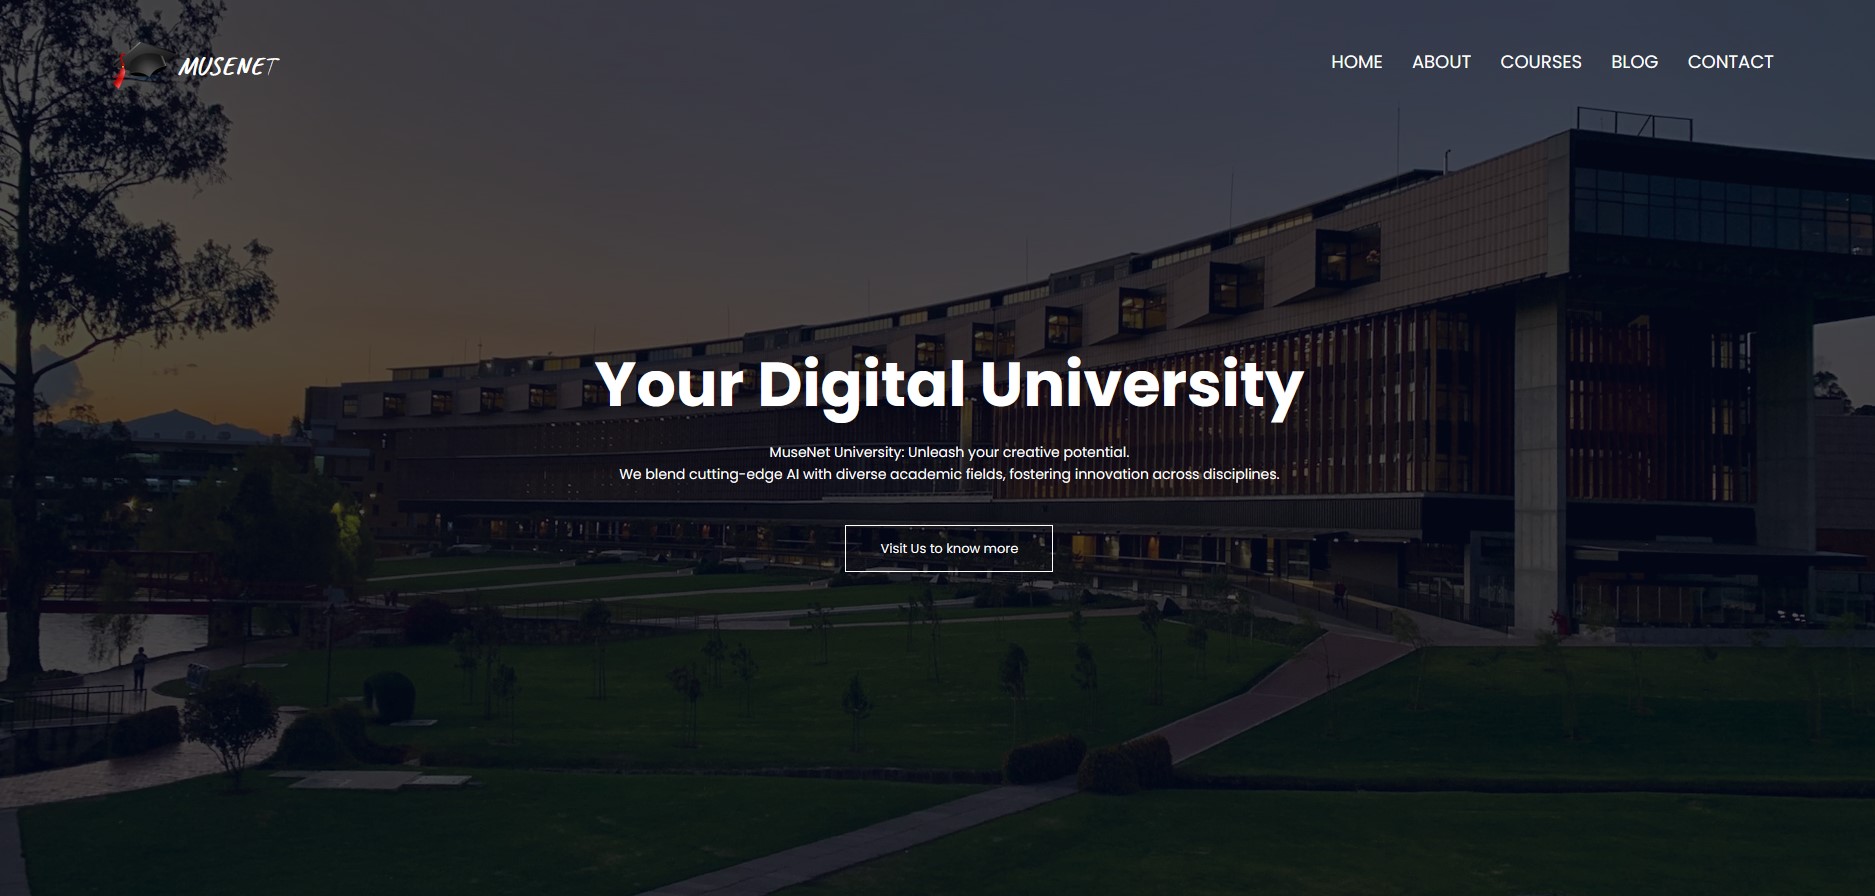 MUSENET
HOME ABOUT COURSES BLOG CONTACT
Your Digital University
MuseNet University: Unleash your creative potential.
We blend cutting-edge AI with diverse academic fields, fostering innovation across disciplines.
Visit Us to know more